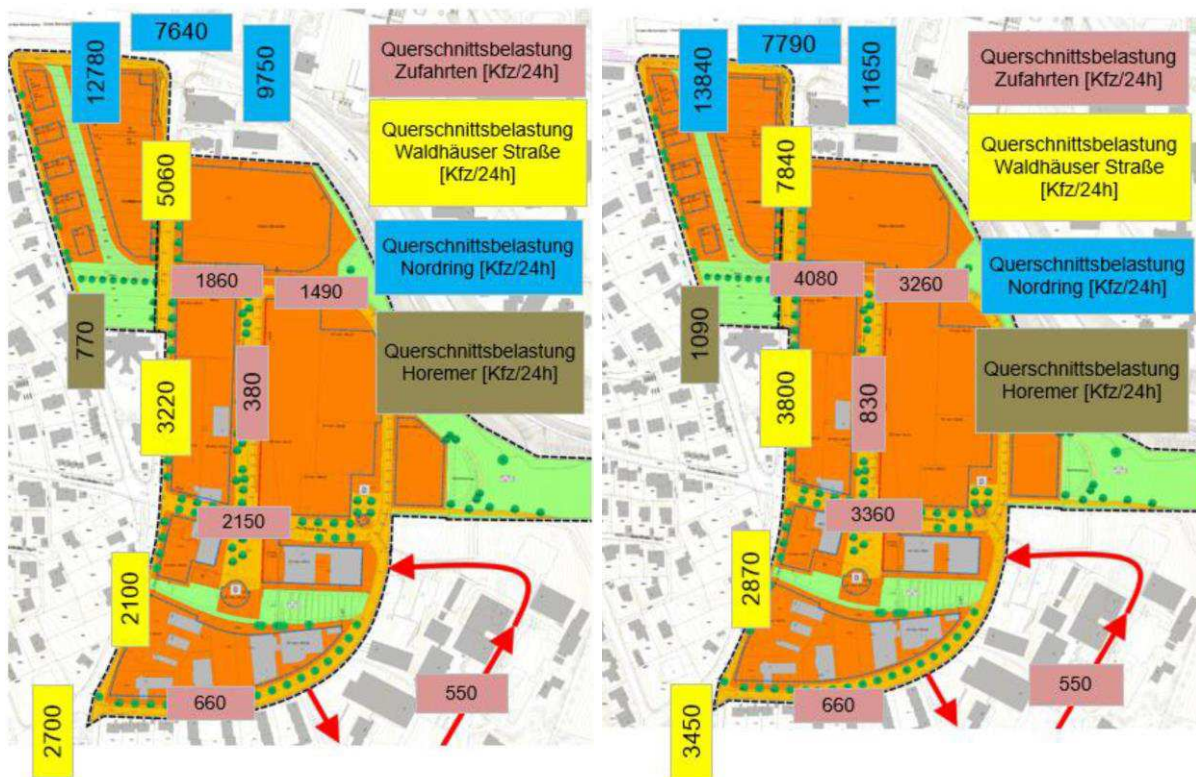 12780
7640
9750
Querschnittsbelastung
Zufahrten [Kfz/24h]
Querschnittsbelastung
Waldhäuser Straße
[Kfz/24h]
5060
Querschnittsbelastung
Nordring [Kfz/24h]
1860
1490
770
Querschnittsbelastung
Horemer [Kfz/24h]
3220
380
2150
2100
660
550
2700
13840
7790
11650
Querschnittsbelastung
Zufahrten [Kfz/24h]
Querschnittsbelastung
Waldhäuser Straße
[Kfz/24h]
7840
Querschnittsbelastung
Nordring [Kfz/24h]
4080
3260
1090
Querschnittsbelastung
Horemer [Kfz/24h]
3800
830
3360
2870
660
550
3450